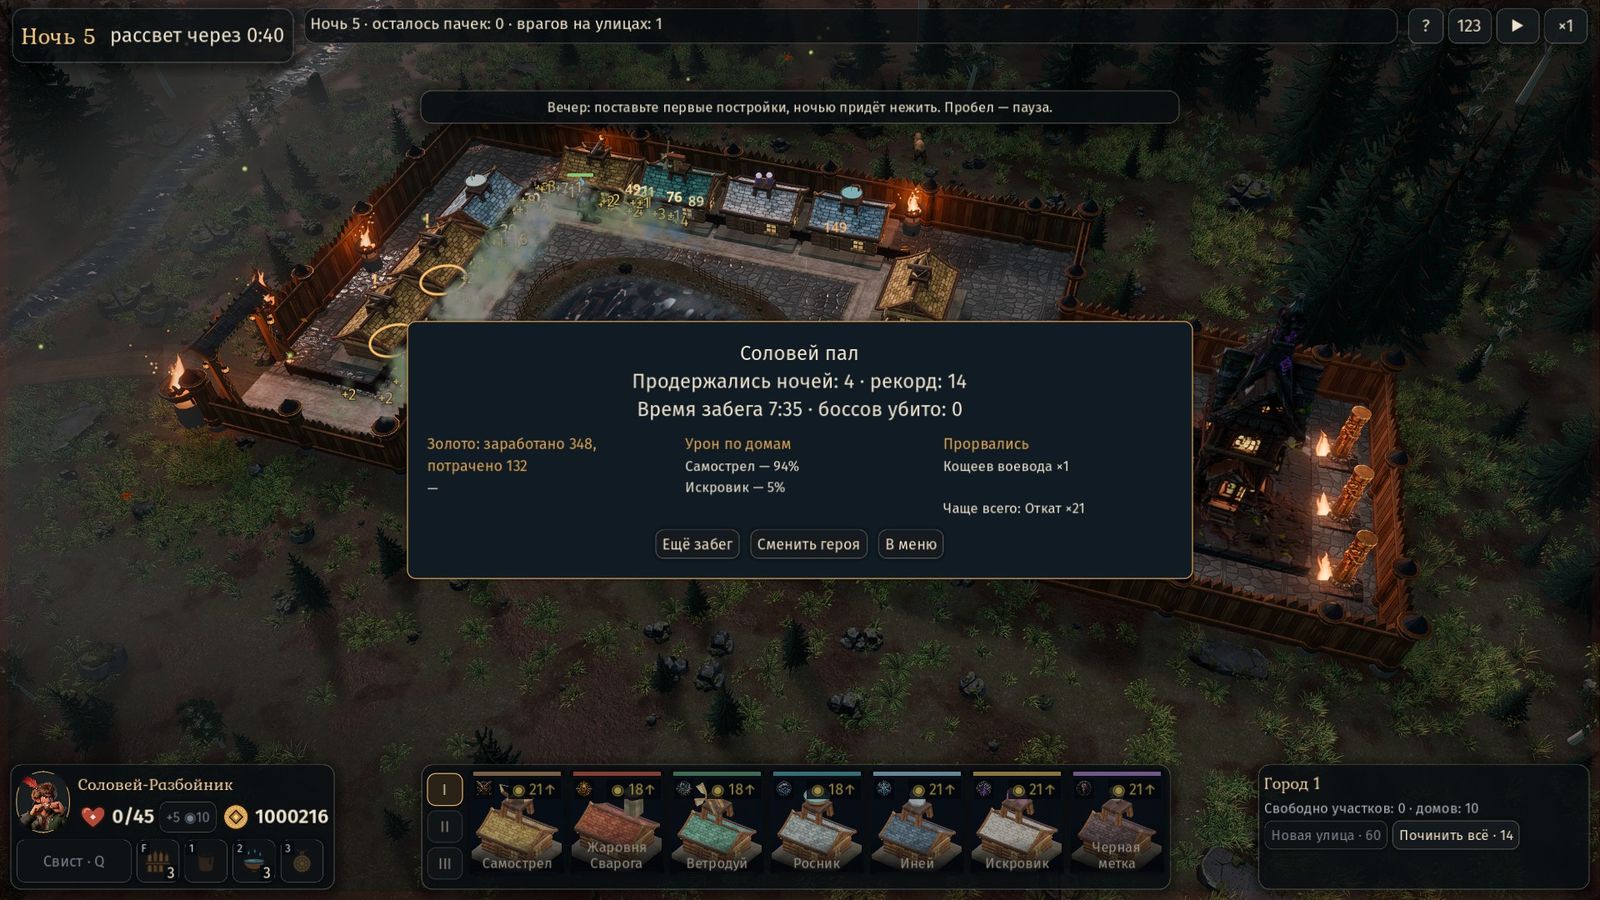 Ночь 5 рассвет через 0:40
Ночь 5 · осталось пачек: 0 · врагов на улицах: 1
? 123 ×1
Вечер: поставьте первые постройки, ночью придёт нежить. Пробел — пауза.
76 89
149
+2 +2
Соловей пал
Продержались ночей: 4 · рекорд: 14
Время забега 7:35 · боссов убито: 0
Золото: заработано 348,
потрачено 132
—
Урон по домам
Самострел — 94%
Искровик — 5%
Прорвались
Кощеев воевода ×1
Чаще всего: Откат ×21
Ещё забег
Сменить героя
В меню
Соловей-Разбойник
0/45 +5 10 1000216
Свист · Q
F 3
1
2 3
3
I
II
III
21↑
Самострел
18↑
Жаровня
Сварога
18↑
Ветродуй
18↑
Росник
21↑
Иней
21↑
Искровик
21↑
Черная
метка
Город 1
Свободно участков: 0 · домов: 10
Новая улица · 60
Починить всё · 14